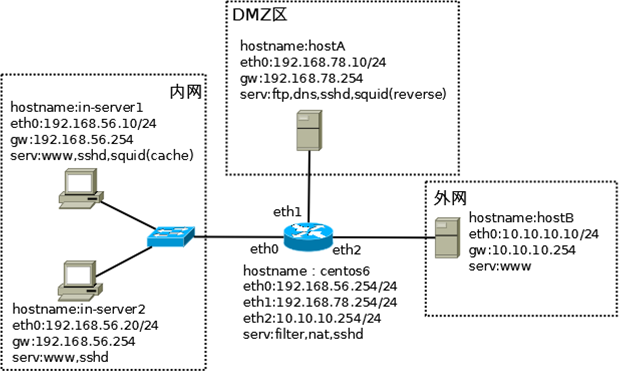 DMZ区
hostname:hostA
eth0:192.168.78.10/24
gw:192.168.78.254
serv:ftp,dns,sshd,squid(reverse)
内网
hostname:in-server1
eth0:192.168.56.10/24
gw:192.168.56.254
serv:www,sshd,squid(cache)
外网
hostname:hostB
eth0:10.10.10.10/24
gw:10.10.10.254
serv:www
eth1
eth0
eth2
hostname：centos6
eth0:192.168.56.254/24
eth1:192.168.78.254/24
eth2:10.10.10.254/24
serv:filter,nat,sshd
hostname:in-server2
eth0:192.168.56.20/24
gw:192.168.56.254
serv:www,sshd